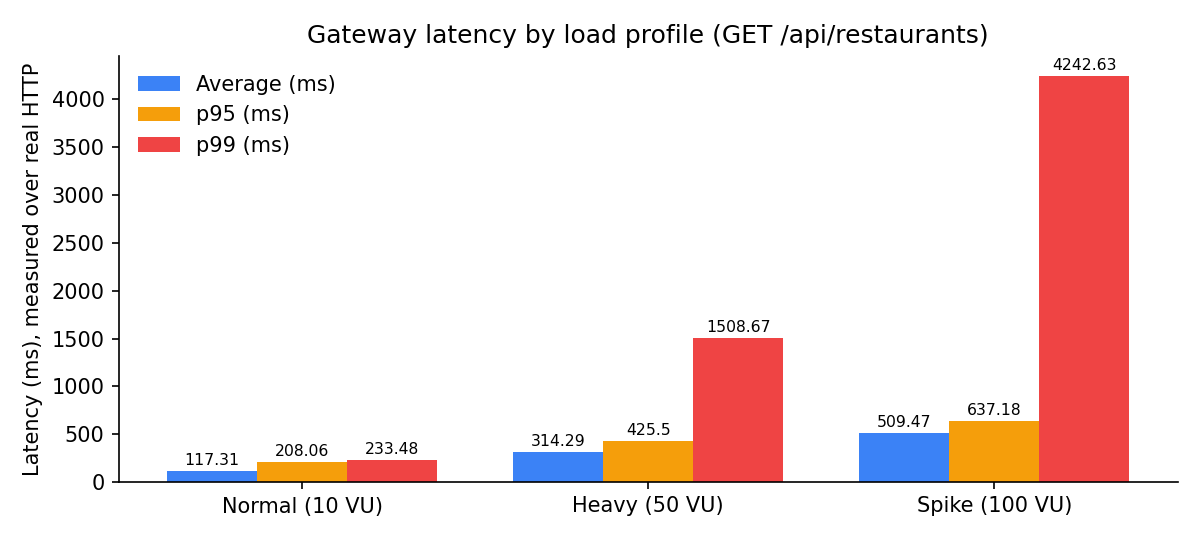 Gateway latency by load profile (GET /api/restaurants)
Latency (ms), measured over real HTTP
4000
3500
3000
2500
2000
1500
1000
500
0
Average (ms)
p95 (ms)
p99 (ms)
117.31
208.06
233.48
314.29
425.5
1508.67
509.47
637.18
4242.63
Normal (10 VU)
Heavy (50 VU)
Spike (100 VU)